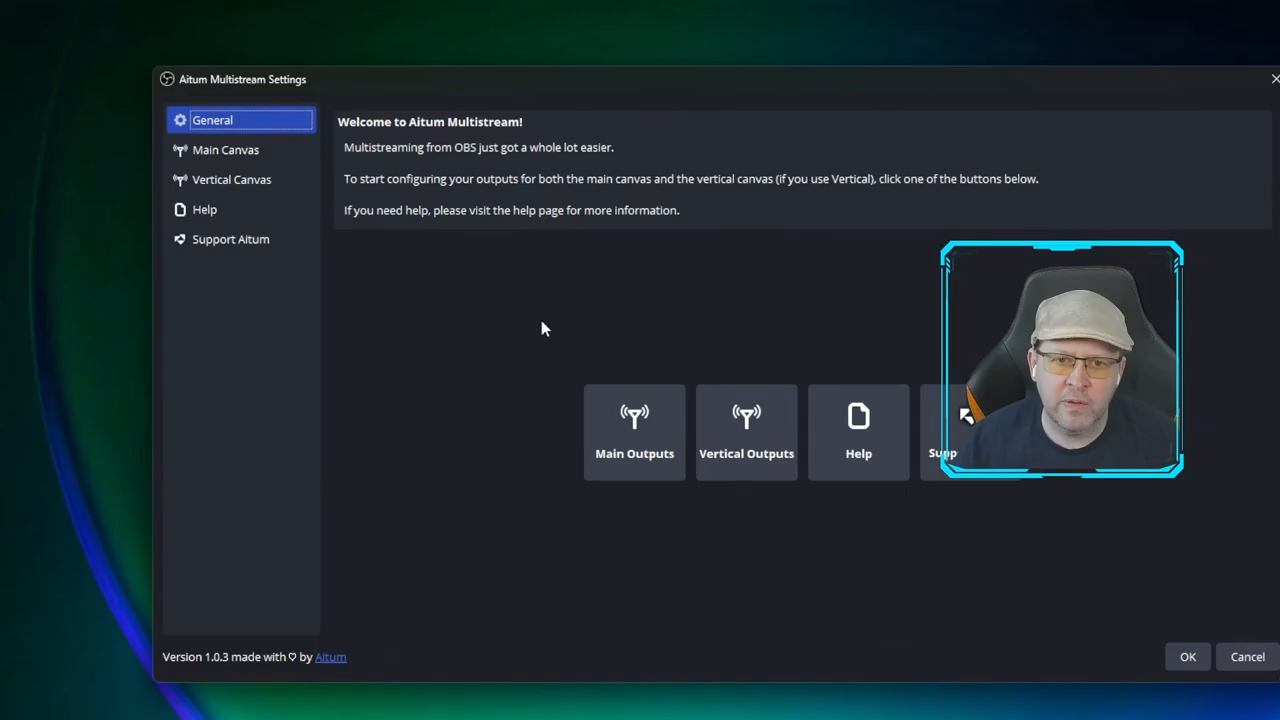 Aitum Multistream Settings
General
Main Canvas
Vertical Canvas
Help
Support Aitum
Welcome to Aitum Multistream!
Multistreaming from OBS just got a whole lot easier.
To start configuring your outputs for both the main canvas and the vertical canvas (if you use Vertical), click one of the buttons below.
If you need help, please visit the help page for more information.
Main Outputs
Vertical Outputs
Help
Version 1.0.3 made with ♡ by Aitum
OK
Cancel